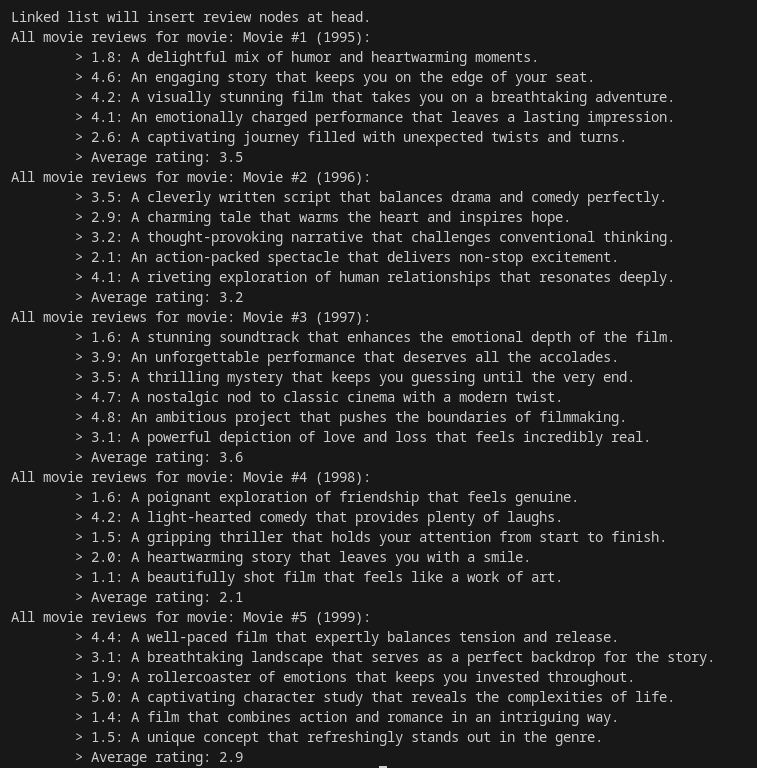 Linked list will insert review nodes at head.
All movie reviews for movie: Movie #1 (1995):
> 1.8: A delightful mix of humor and heartwarming moments.
> 4.6: An engaging story that keeps you on the edge of your seat.
> 4.2: A visually stunning film that takes you on a breathtaking adventure.
> 4.1: An emotionally charged performance that leaves a lasting impression.
> 2.6: A captivating journey filled with unexpected twists and turns.
> Average rating: 3.5
All movie reviews for movie: Movie #2 (1996):
> 3.5: A cleverly written script that balances drama and comedy perfectly.
> 2.9: A charming tale that warms the heart and inspires hope.
> 3.2: A thought-provoking narrative that challenges conventional thinking.
> 2.1: An action-packed spectacle that delivers non-stop excitement.
> 4.1: A riveting exploration of human relationships that resonates deeply.
> Average rating: 3.2
All movie reviews for movie: Movie #3 (1997):
> 1.6: A stunning soundtrack that enhances the emotional depth of the film.
> 3.9: An unforgettable performance that deserves all the accolades.
> 3.5: A thrilling mystery that keeps you guessing until the very end.
> 4.7: A nostalgic nod to classic cinema with a modern twist.
> 4.8: An ambitious project that pushes the boundaries of filmmaking.
> 3.1: A powerful depiction of love and loss that feels incredibly real.
> Average rating: 3.6
All movie reviews for movie: Movie #4 (1998):
> 1.6: A poignant exploration of friendship that feels genuine.
> 4.2: A light-hearted comedy that provides plenty of laughs.
> 1.5: A gripping thriller that holds your attention from start to finish.
> 2.0: A heartwarming story that leaves you with a smile.
> 1.1: A beautifully shot film that feels like a work of art.
> Average rating: 2.1
All movie reviews for movie: Movie #5 (1999):
> 4.4: A well-paced film that expertly balances tension and release.
> 3.1: A breathtaking landscape that serves as a perfect backdrop for the story.
> 1.9: A rollercoaster of emotions that keeps you invested throughout.
> 5.0: A captivating character study that reveals the complexities of life.
> 1.4: A film that combines action and romance in an intriguing way.
> 1.5: A unique concept that refreshingly stands out in the genre.
> Average rating: 2.9